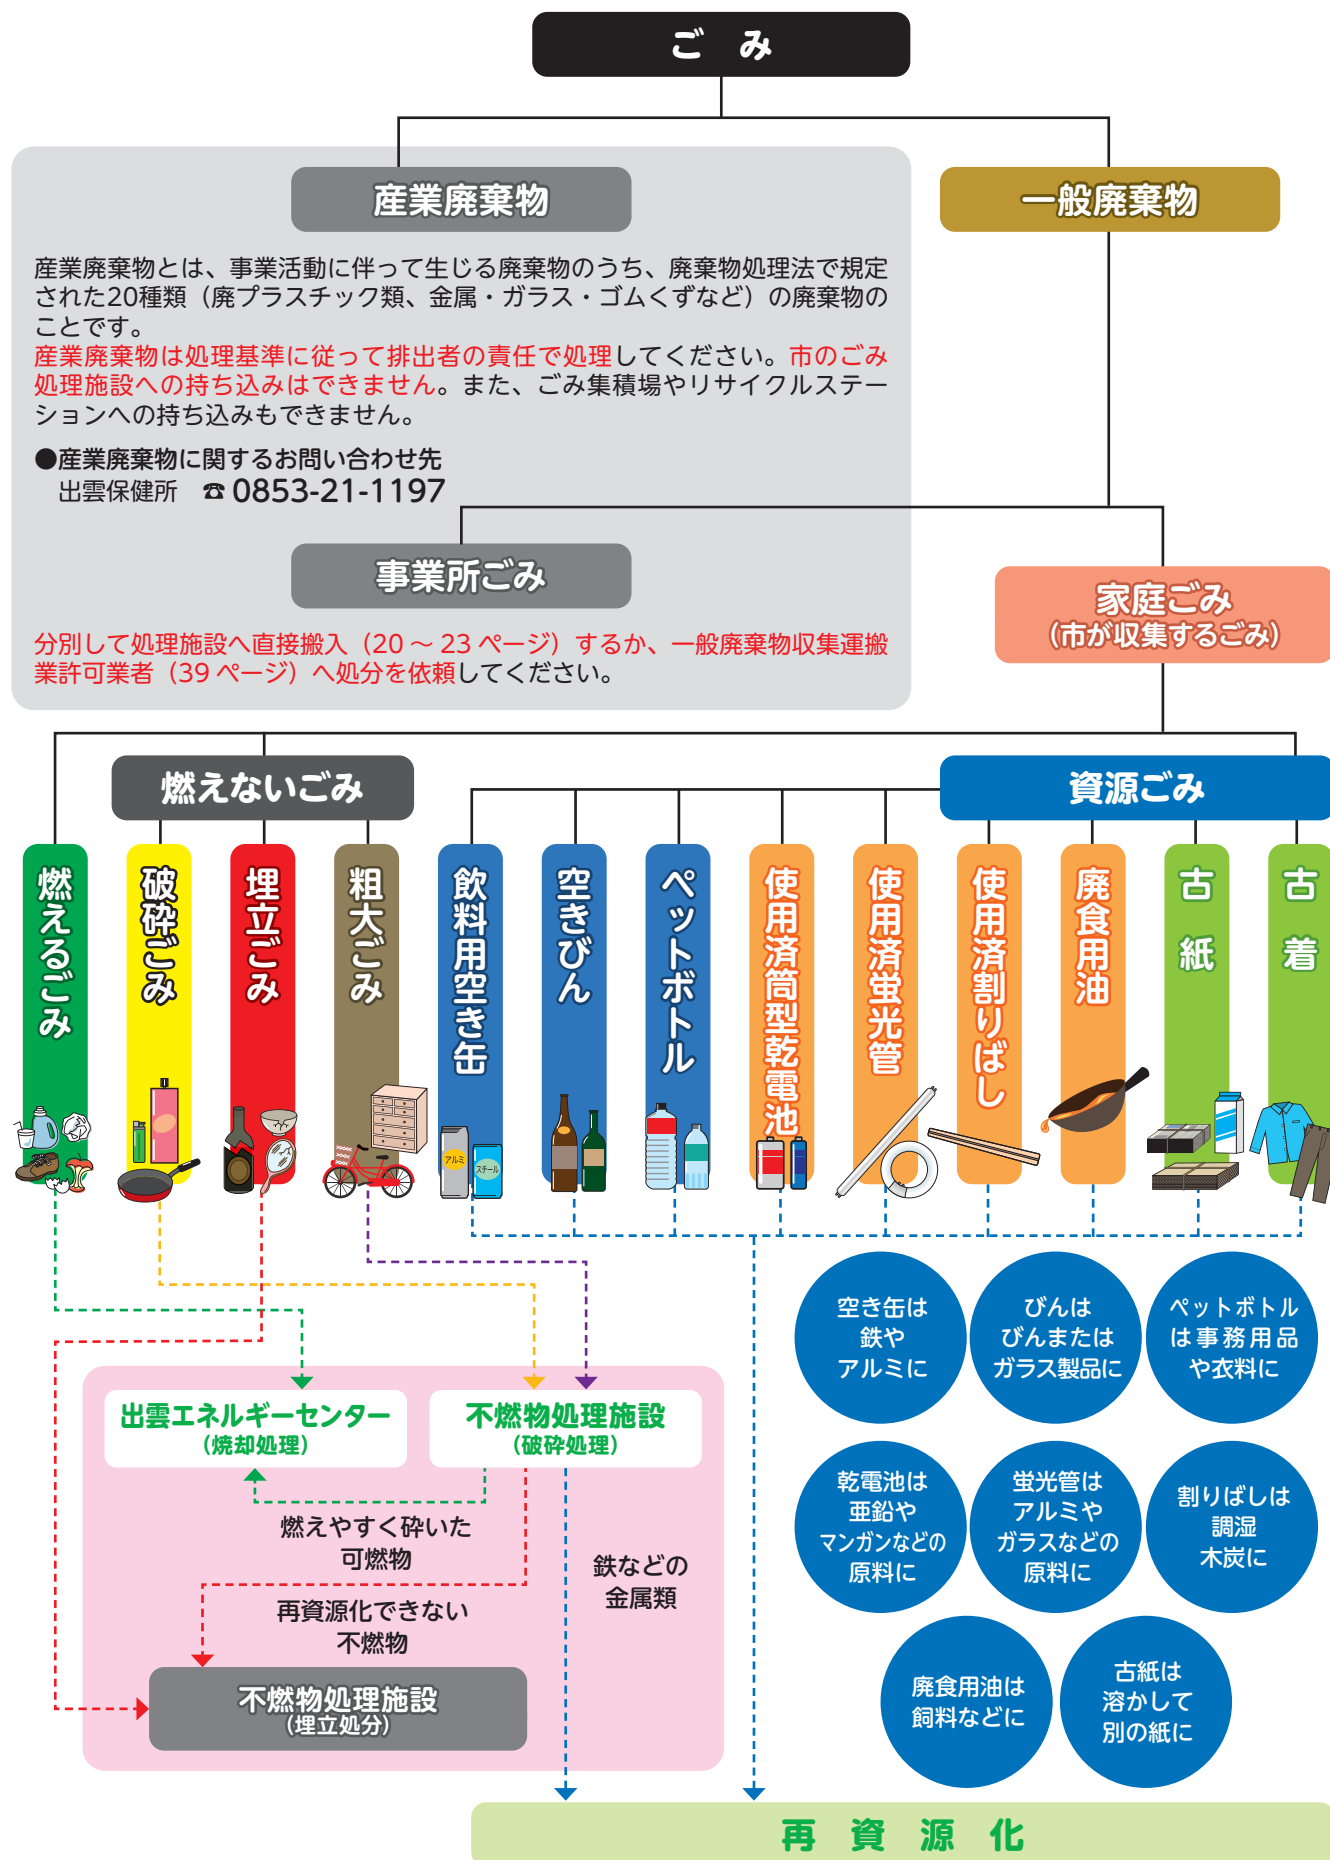 ごみ
産業廃棄物
一般廃棄物
産業廃棄物とは、事業活動に伴って生じる廃棄物のうち、廃棄物処理法で規定
された20種類（廃プラスチック類、金属・ガラス・ゴムくずなど）の廃棄物の
ことです。
産業廃棄物は処理基準に従って排出者の責任で処理してください。市のごみ
処理施設への持ち込みはできません。また、ごみ集積場やリサイクルステー
ションへの持ち込みもできません。
●産業廃棄物に関するお問い合わせ先
出雲保健所　☎ 0853-21-1197
事業所ごみ
分別して処理施設へ直接搬入（20 ～ 23 ページ）するか、一般廃棄物収集運搬
業許可業者（39 ページ）へ処分を依頼してください。
家庭ごみ
（市が収集するごみ）
燃えないごみ
資源ごみ
燃えるごみ
破砕ごみ
埋立ごみ
粗大ごみ
飲料用空き缶
空きびん
ペットボトル
使用済筒型乾電池
使用済蛍光管
使用済割りばし
廃食用油
古紙
古着
アルミ
スチール
空き缶は
鉄や
アルミに
びんは
びんまたは
ガラス製品に
ペットボトル
は事務用品
や衣料に
出雲エネルギーセンター
（焼却処理）
不燃物処理施設
（破砕処理）
燃えやすく砕いた
可燃物
再資源化できない
不燃物
鉄などの
金属類
乾電池は
亜鉛や
マンガンなどの
原料に
蛍光管は
アルミや
ガラスなどの
原料に
割りばしは
調湿
木炭に
不燃物処理施設
（埋立処分）
廃食用油は
飼料などに
古紙は
溶かして
別の紙に
再資源化